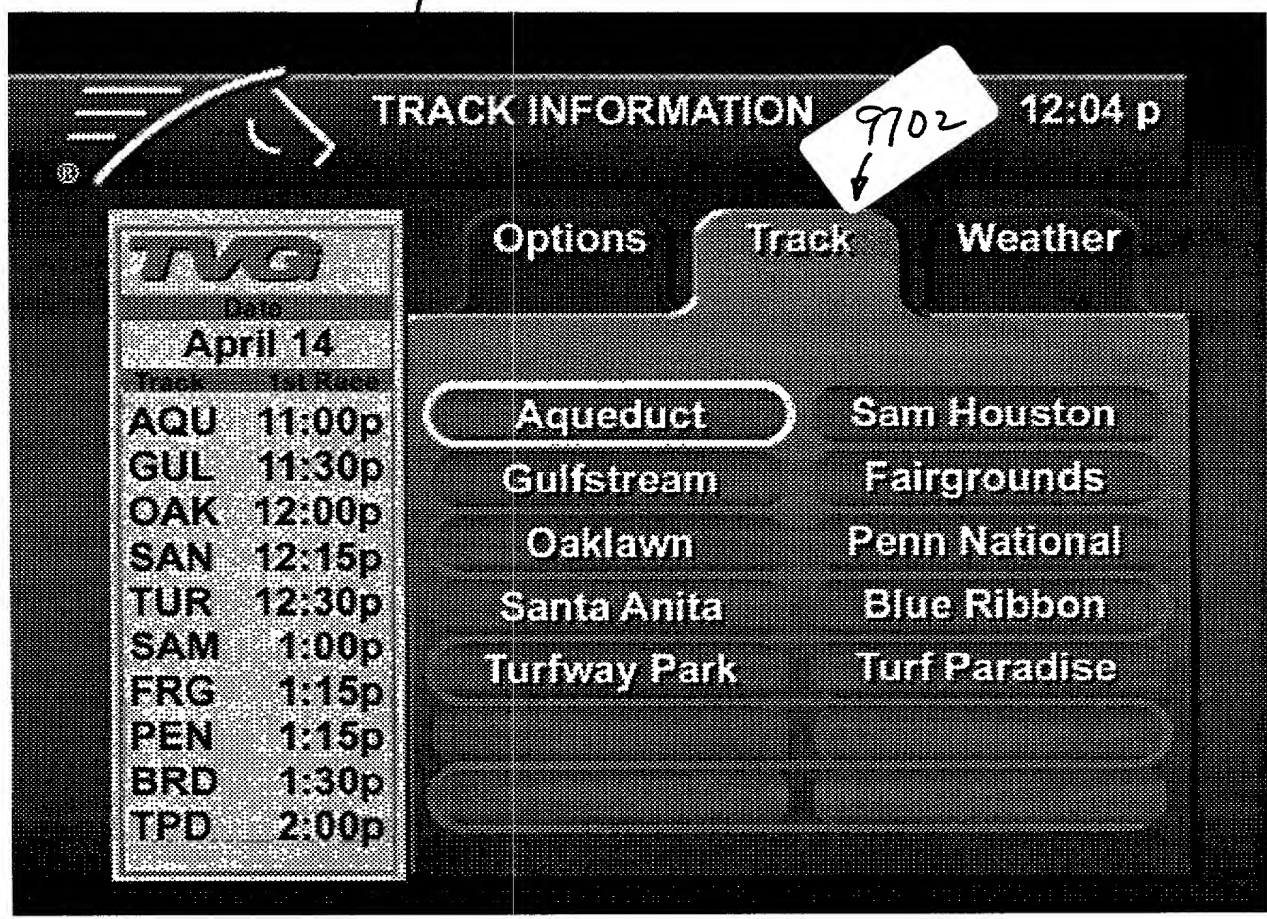 TRACK INFORMATION 9702 12:04 p
®
Options Track Weather
TVG
Date
April 14
Track 1st Race
AQU 11:00p
GUL 11:30p
OAK 12:00p
SAN 12:15p
TUR 12:30p
SAM 1:00p
FRG 1:15p
PEN 1:15p
BRD 1:30p
TPD 2:00p
Aqueduct Sam Houston
Gulfstream Fairgrounds
Oaklawn Penn National
Santa Anita Blue Ribbon
Turfway Park Turf Paradise